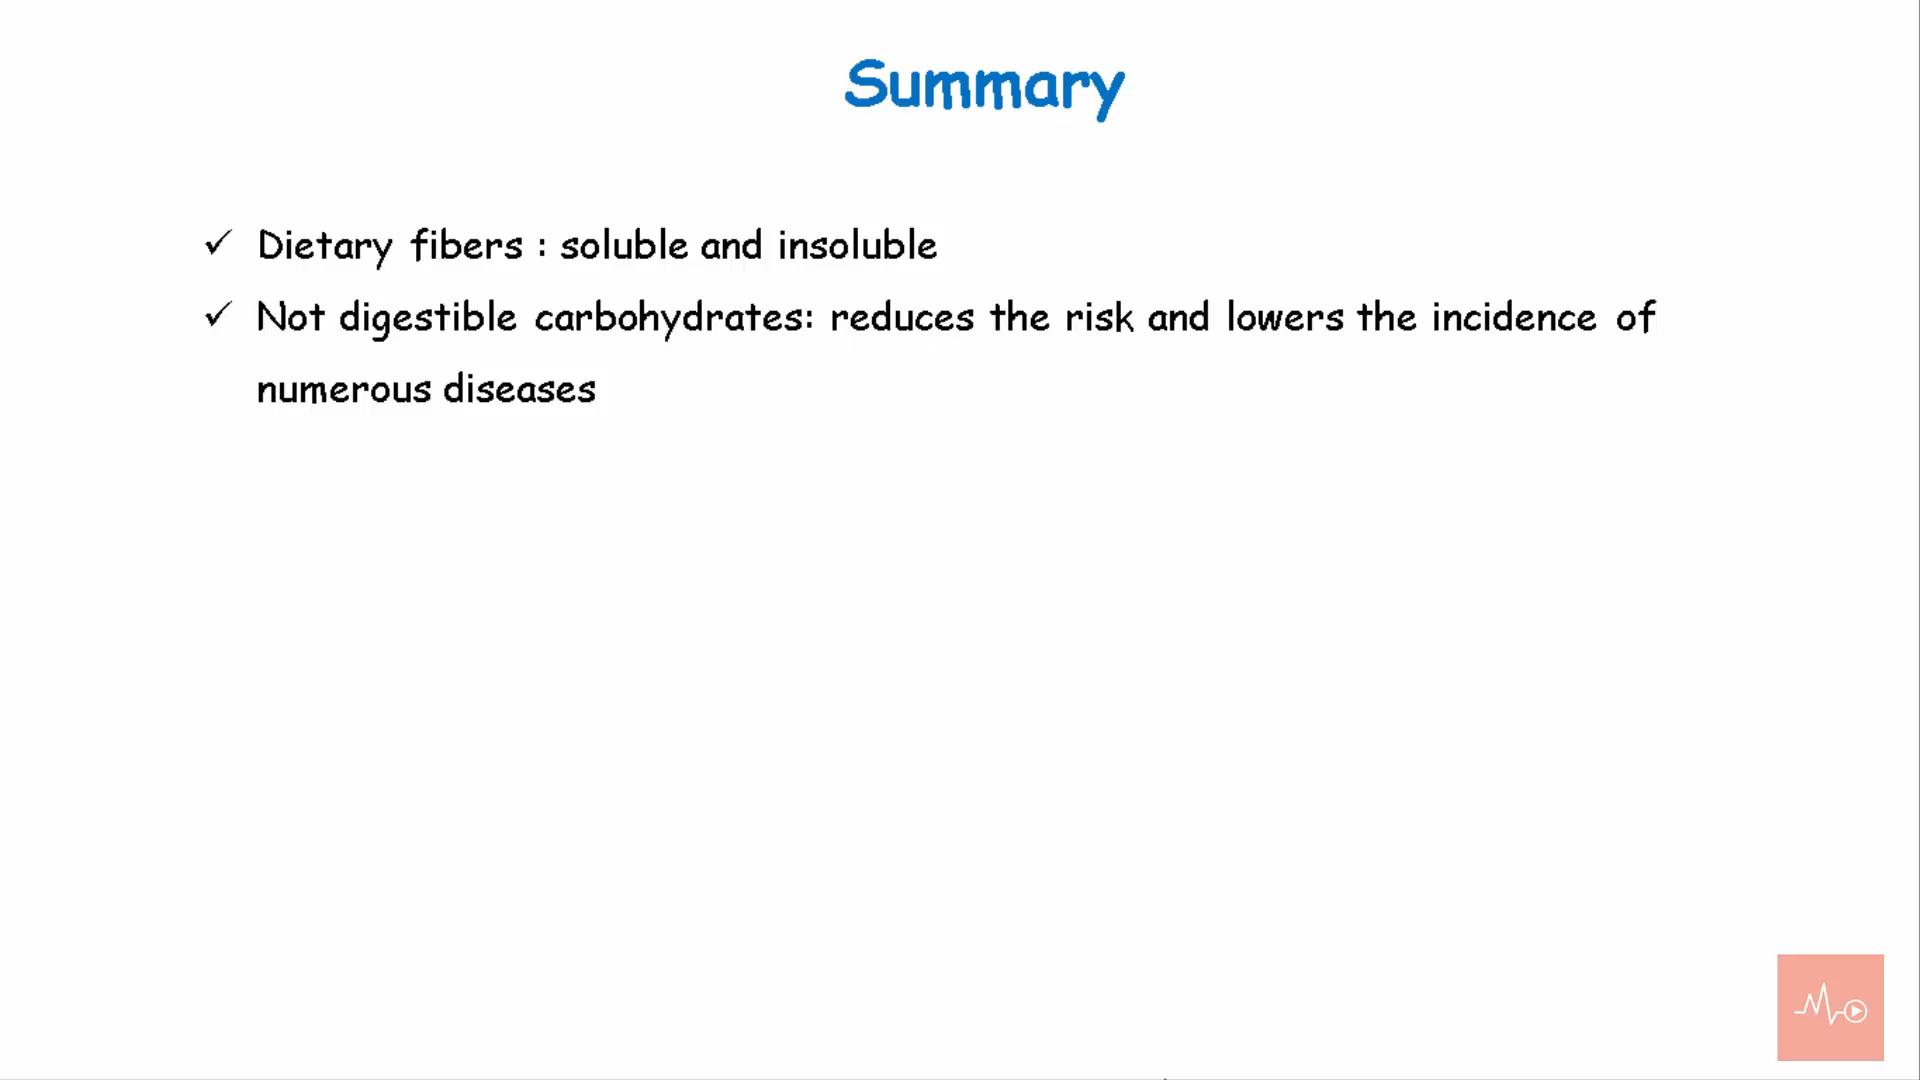 Summary
✓ Dietary fibers : soluble and insoluble
✓ Not digestible carbohydrates: reduces the risk and lowers the incidence of
numerous diseases